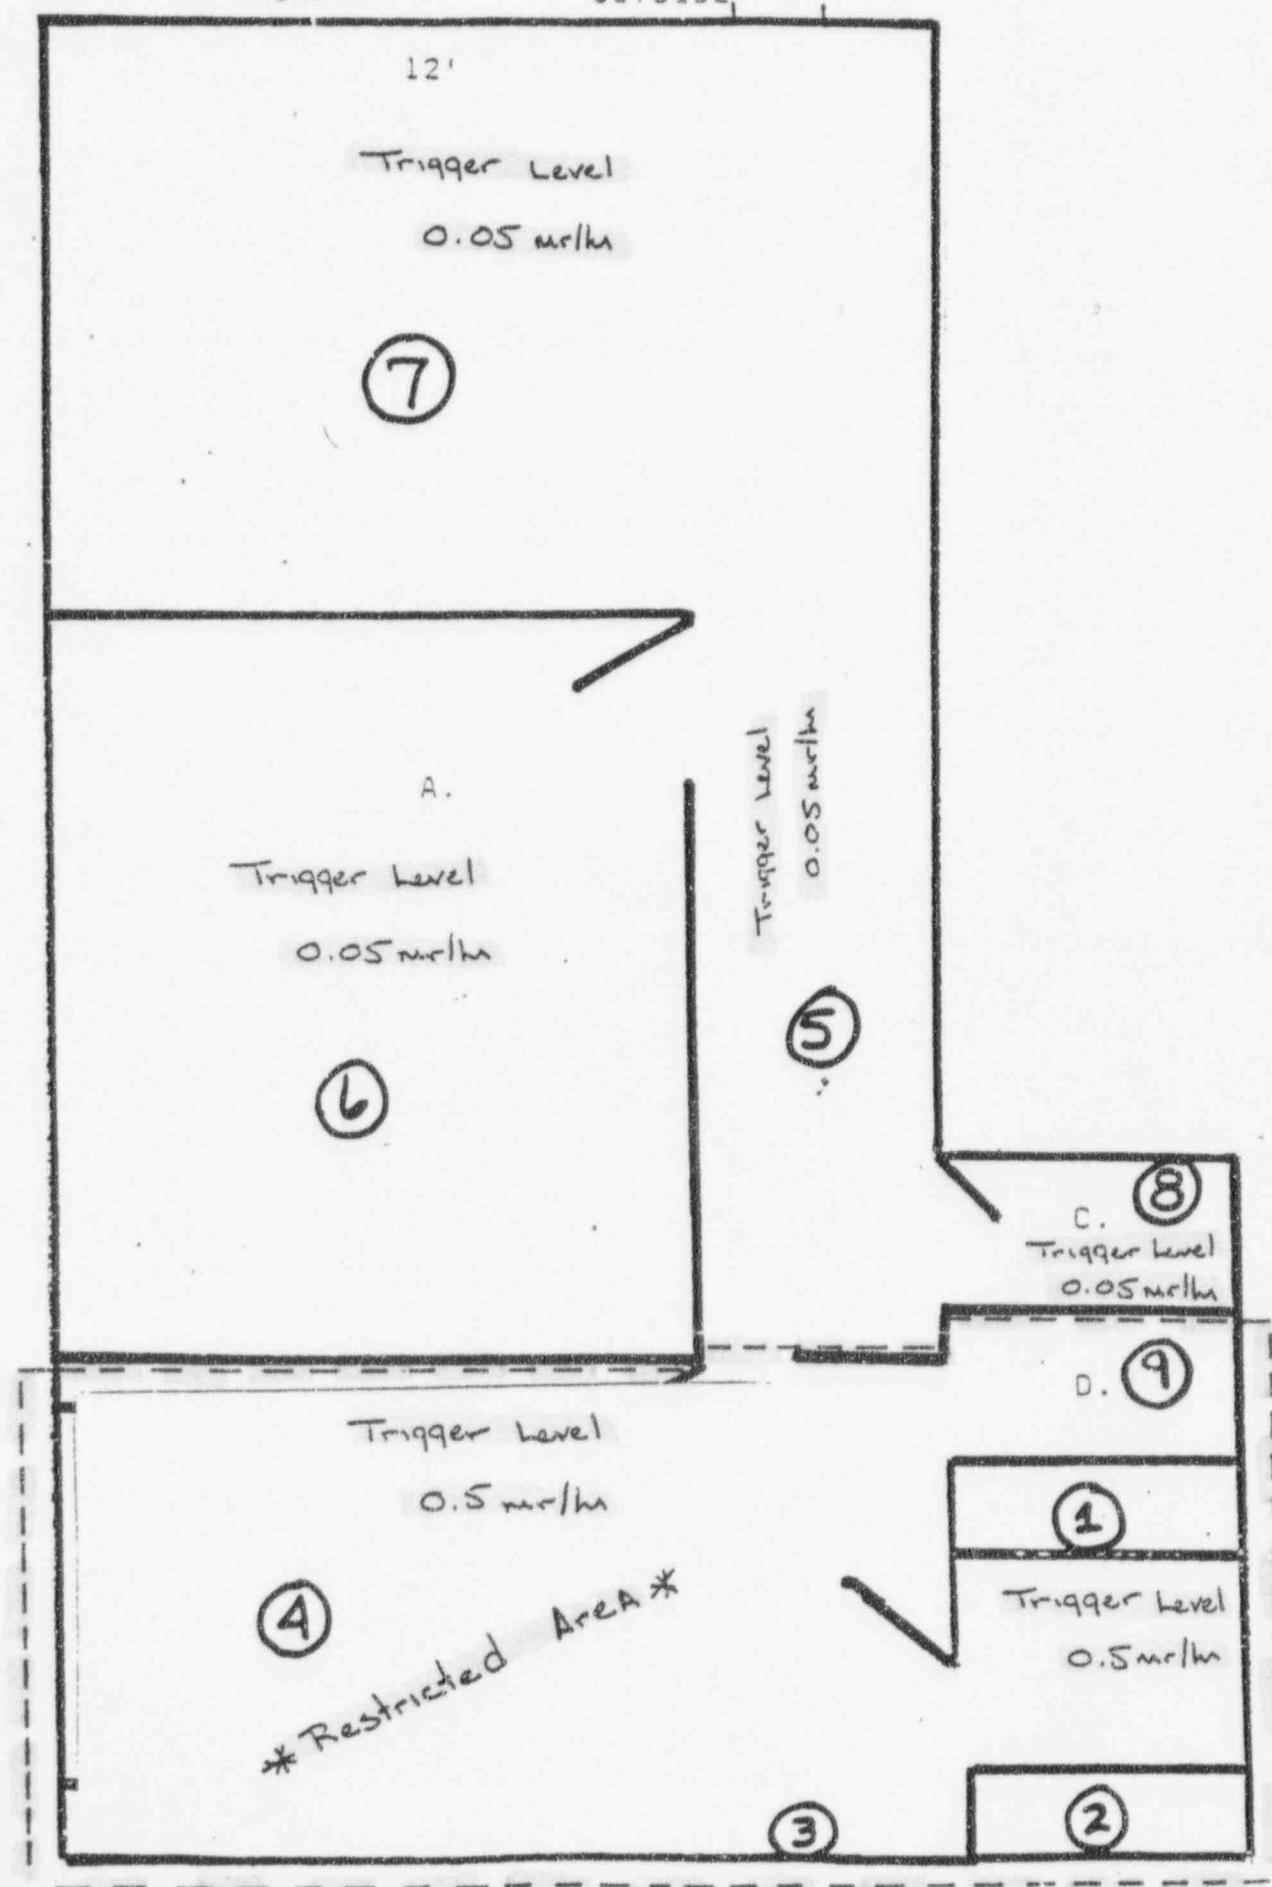 12'
Trigger Level
0.05 mr/hr
7
A.
Trigger Level
0.05 mr/hr
6
Trigger Level
0.05 mr/hr
5
8
C.
Trigger Level
0.05 mr/hr
D.
9
Trigger Level
0.5 mr/hr
1
4
* Restricted Area *
Trigger Level
0.5 mr/hr
3
2